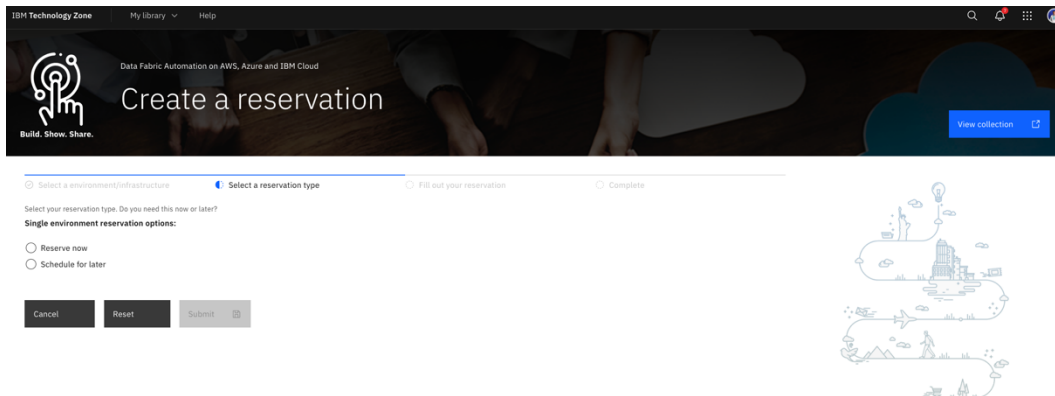 IBM Technology Zone
My library
Help
Data Fabric Automation on AWS, Azure and IBM Cloud
Create a reservation
Build. Show. Share.
View collection
Select a environment/infrastructure
Select a reservation type
Fill out your reservation
Complete
Select your reservation type. Do you need this now or later?
Single environment reservation options:
Reserve now
Schedule for later
Cancel
Reset
Submit